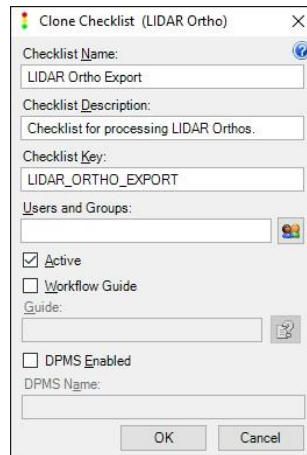 Clone Checklist (LIDAR Ortho)
Checklist Name:
LIDAR Ortho Export
Checklist Description:
Checklist for processing LIDAR Orthos.
Checklist Key:
LIDAR_ORTHO_EXPORT
Users and Groups:
Active
Workflow Guide
Guide:
DPMS Enabled
DPMS Name:
OK Cancel